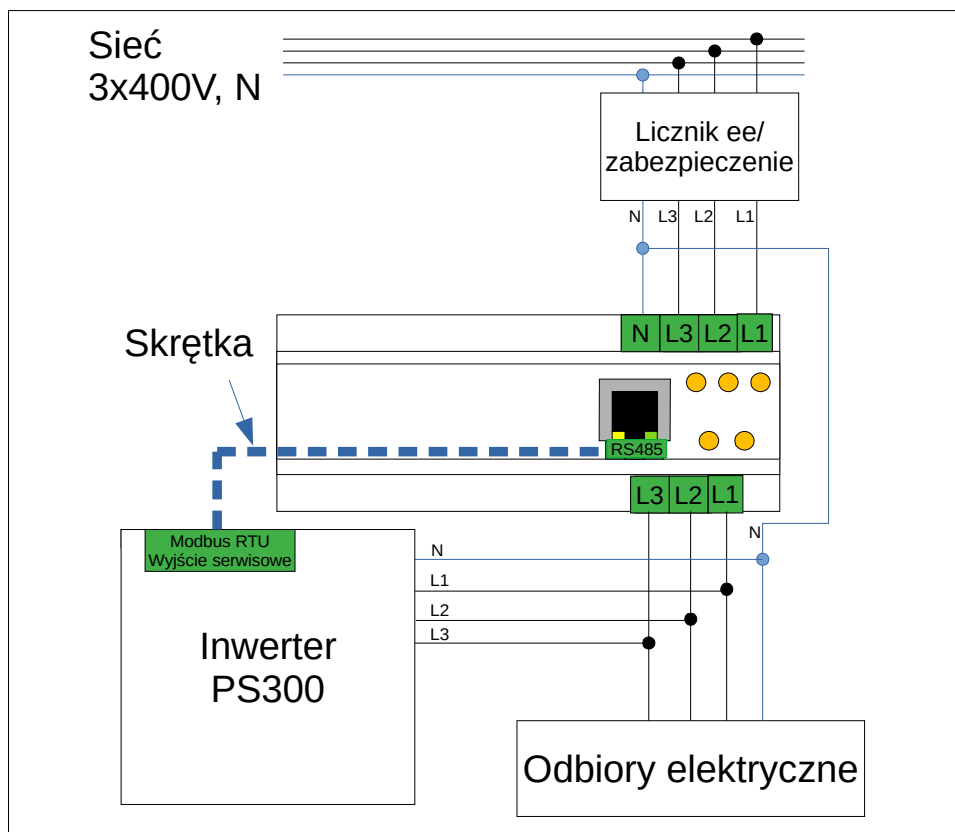 Sieć
3x400V, N
Licznik ee/
zabezpieczenie
N L3 L2 L1
N L3 L2 L1
Skrętka
RS485
L3 L2 L1
N
Modbus RTU
Wyjście serwisowe
N
L1
L2
L3
Inwerter
PS300
Odbiory elektryczne